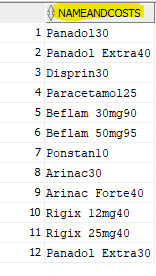 NAMEANDCOSTS
1 Panadol30
2 Panadol Extra40
3 Disprin30
4 Paracetamol25
5 Beflam 30mg90
6 Beflam 50mg95
7 Ponstan10
8 Arinac30
9 Arinac Forte40
10 Rigix 12mg40
11 Rigix 25mg40
12 Panadol Extra30